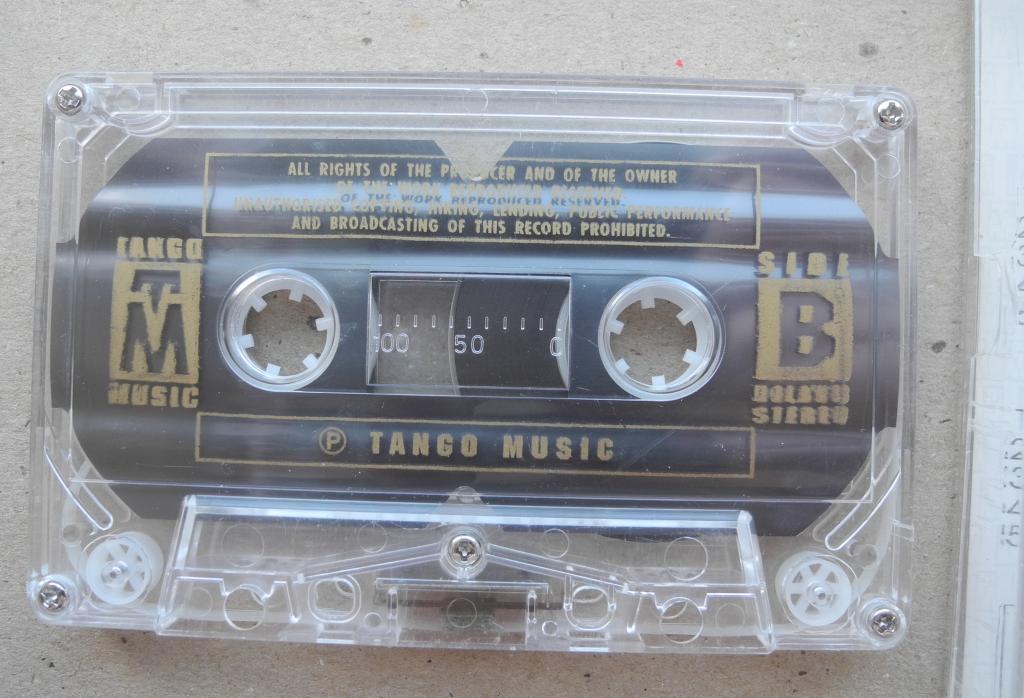 ALL RIGHTS OF THE PRODUCER AND OF THE OWNER
OF THE WORK REPRODUCED RESERVED.
UNAUTHORISED COPYING, HIRING, LENDING, PUBLIC PERFORMANCE
AND BROADCASTING OF THIS RECORD PROHIBITED.
TANGO
TM
MUSIC
100 50 0
SIDE
B
DOLBY
STEREO
Ⓟ TANGO MUSIC